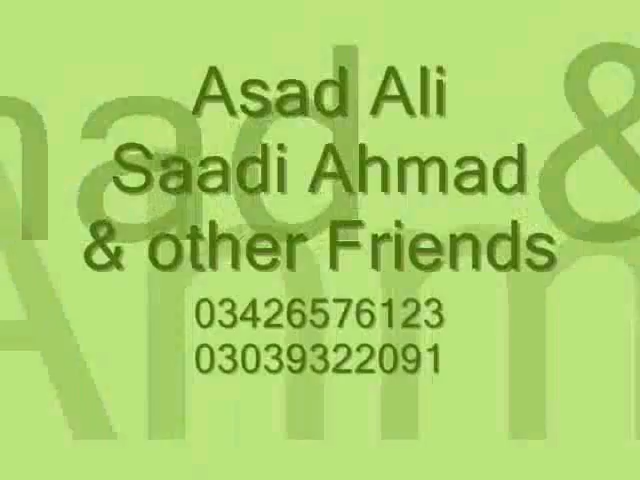 Asad Ali
Saadi Ahmad
& other Friends
03426576123
03039322091